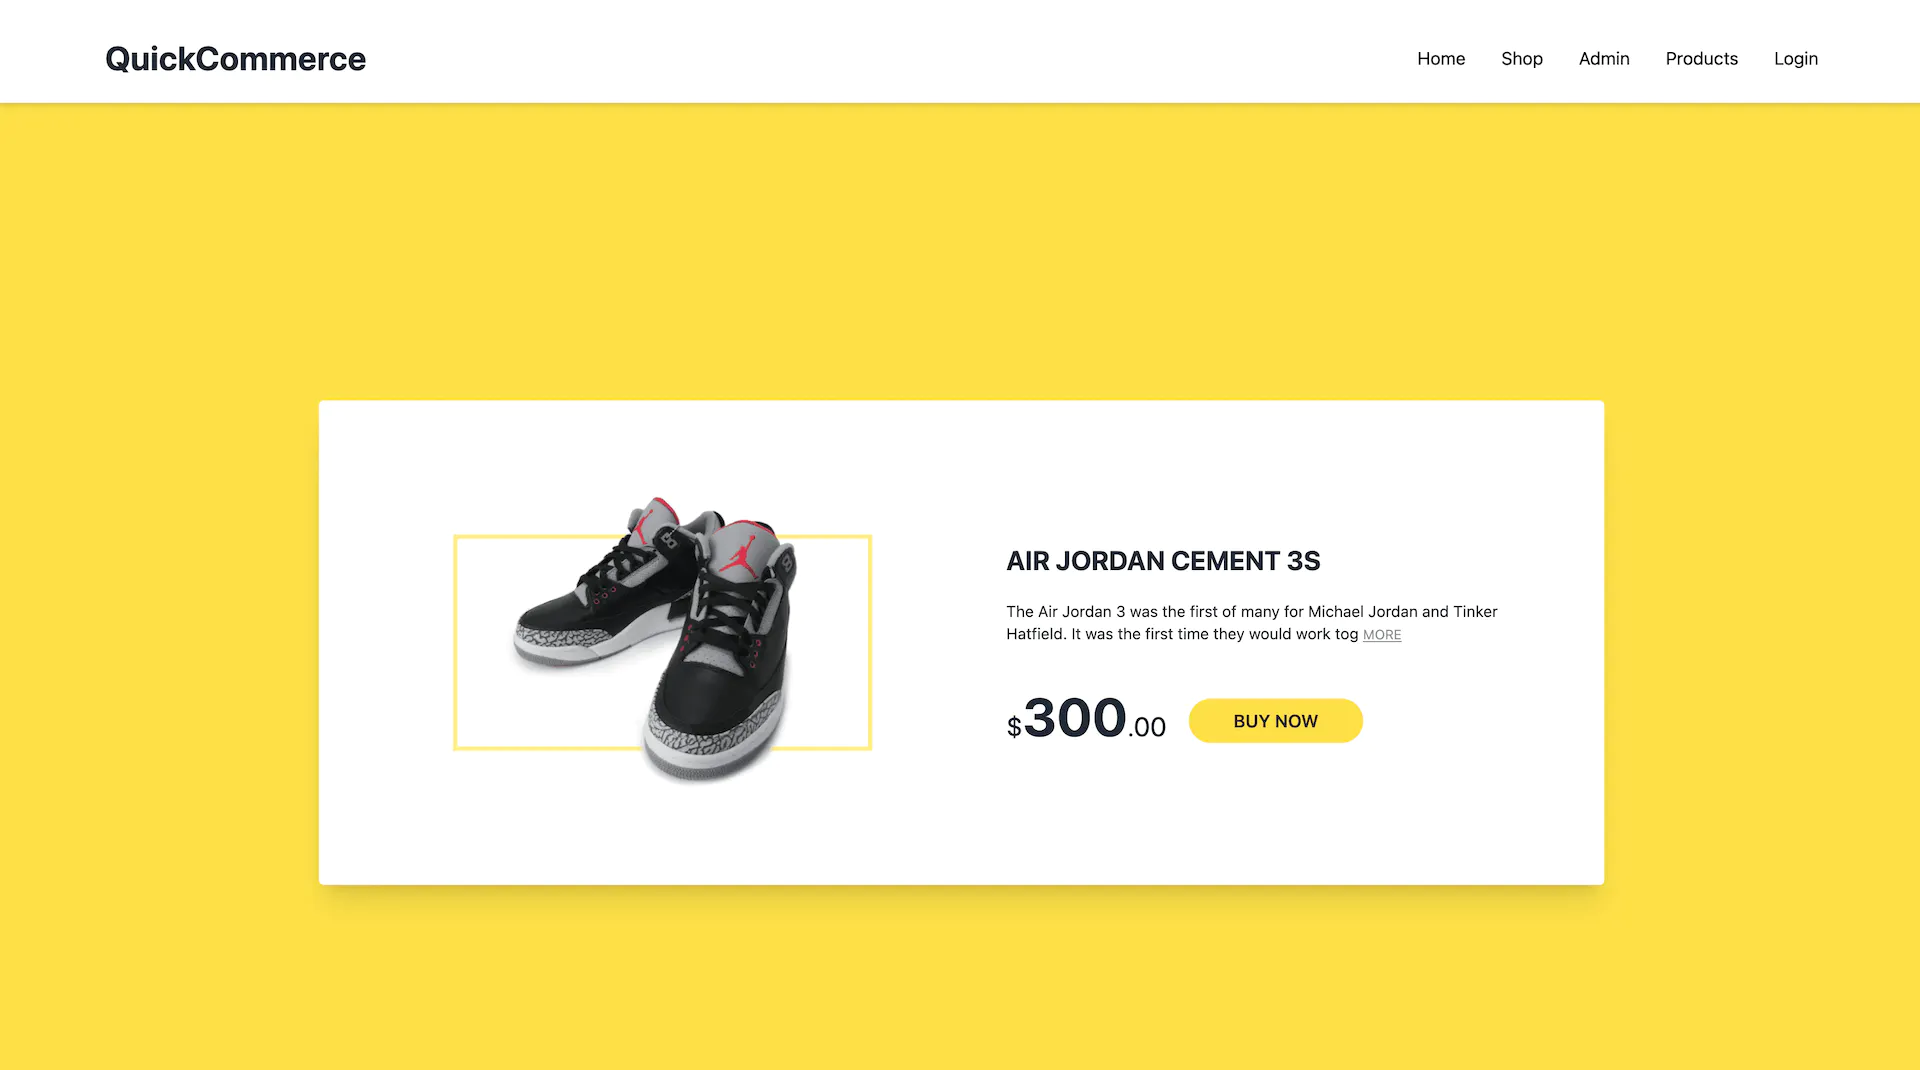 QuickCommerce
Home Shop Admin Products Login
AIR JORDAN CEMENT 3S
The Air Jordan 3 was the first of many for Michael Jordan and Tinker
Hatfield. It was the first time they would work tog MORE
$300.00 BUY NOW